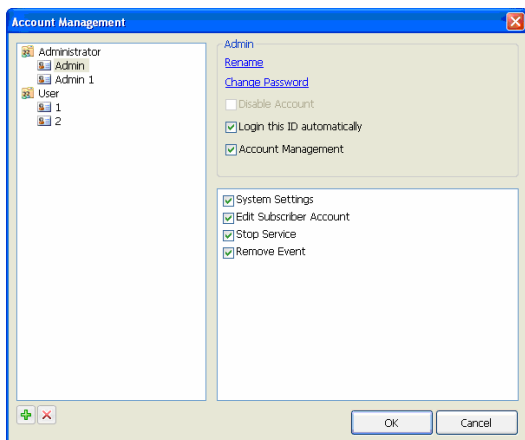 Account Management
Administrator
Admin
Admin 1
User
1
2
Admin
Rename
Change Password
Disable Account
Login this ID automatically
Account Management
System Settings
Edit Subscriber Account
Stop Service
Remove Event
OK
Cancel